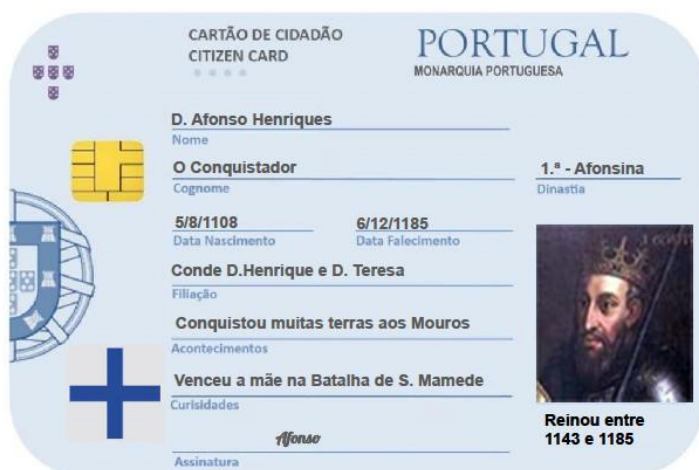 CARTÃO DE CIDADÃO
CITIZEN CARD
PORTUGAL
MONARQUIA PORTUGUESA
D. Afonso Henriques
Nome
O Conquistador
Cognome
1.ª - Afonsina
Dinastia
5/8/1108
Data Nascimento
6/12/1185
Data Falecimento
Conde D.Henrique e D. Teresa
Filiação
Conquistou muitas terras aos Mouros
Acontecimentos
Venceu a mãe na Batalha de S. Mamede
Curisidades
Afonso
Assinatura
Reinou entre
1143 e 1185